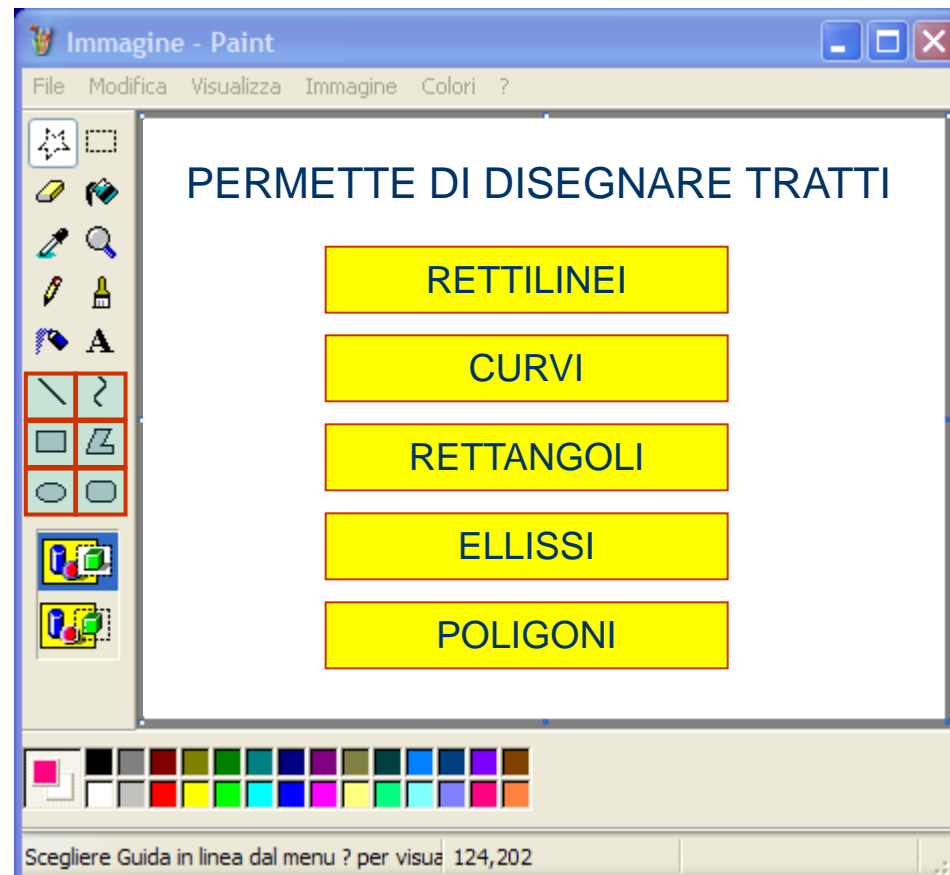 Immagine - Paint
File Modifica Visualizza Immagine Colori ?
A
PERMETTE DI DISEGNARE TRATTI
RETTILINEI
CURVI
RETTANGOLI
ELLISSI
POLIGONI
Scegliere Guida in linea dal menu ? per visua 124,202